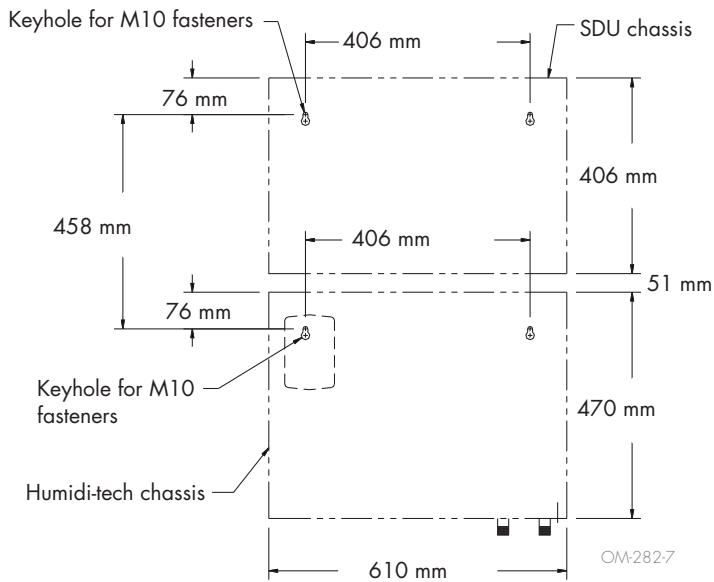 Keyhole for M10 fasteners
406 mm
SDU chassis
76 mm
406 mm
458 mm
406 mm
51 mm
76 mm
Keyhole for M10
fasteners
470 mm
Humidi-tech chassis
OM-282-7
610 mm